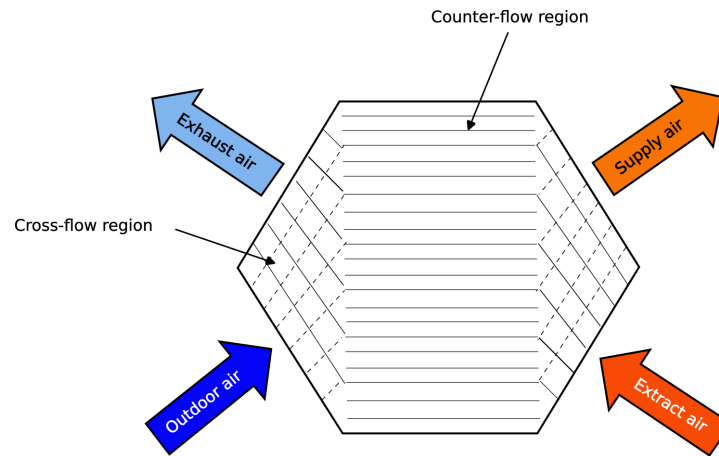 Counter-flow region
Exhaust air
Supply air
Cross-flow region
Outdoor air
Extract air